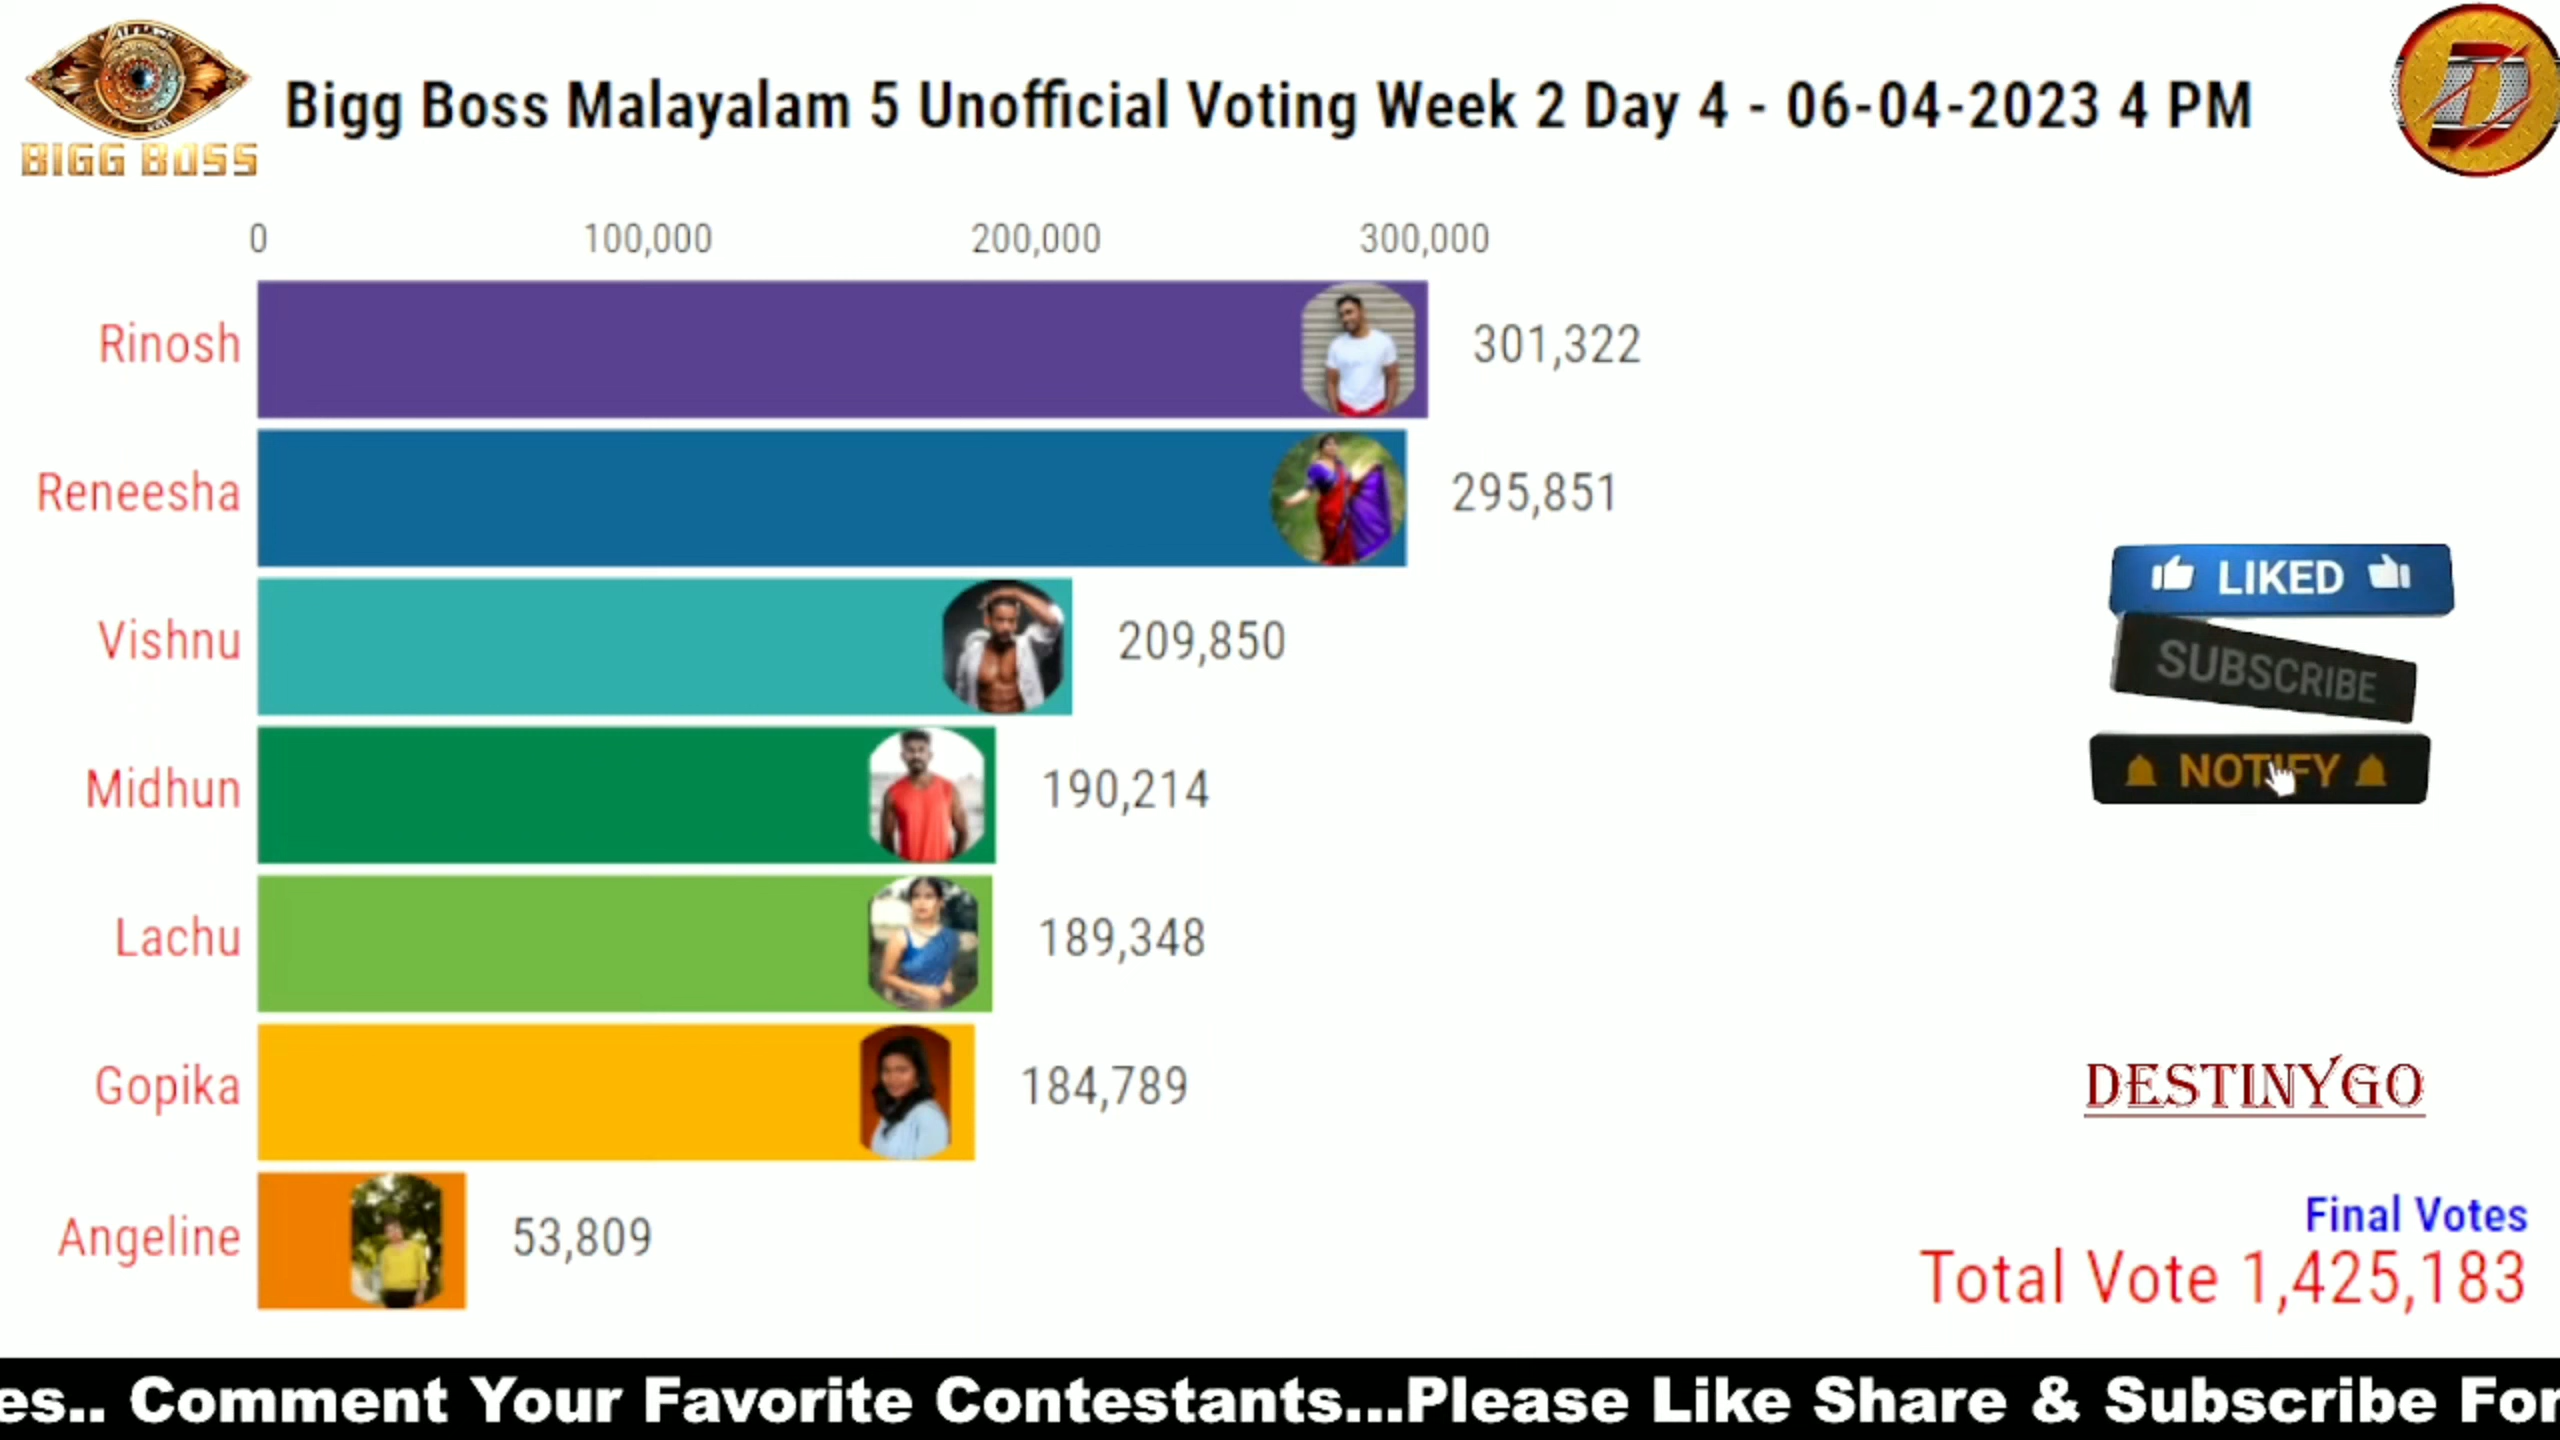 BIGG BOSS
Bigg Boss Malayalam 5 Unofficial Voting Week 2 Day 4 - 06-04-2023 4 PM
0 100,000 200,000 300,000
Rinosh 301,322
Reneesha 295,851
Vishnu 209,850
Midhun 190,214
Lachu 189,348
Gopika 184,789
Angeline 53,809
LIKED
SUBSCRIBE
NOTIFY
DESTINYGO
Final Votes
Total Vote 1,425,183
es.. Comment Your Favorite Contestants...Please Like Share & Subscribe For